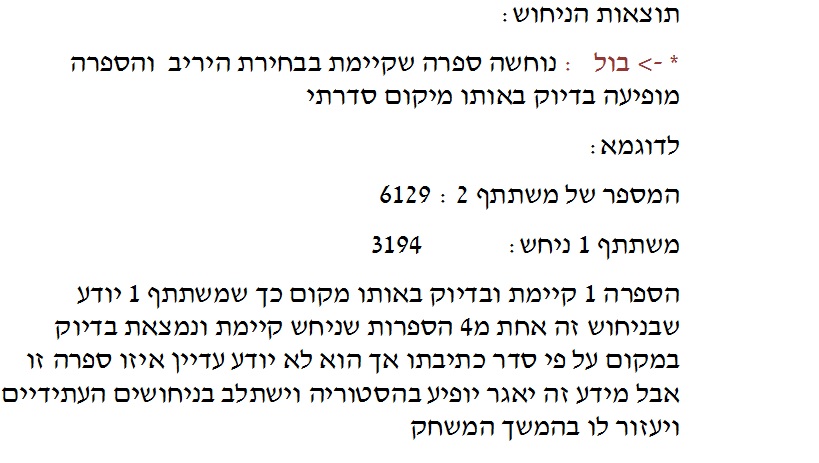 תוצאות הניחוש:
* -> בול : נוחשה ספרה שקיימת בבחירת היריב והספרה
מופיעה בדיוק באותו מיקום סדרתי
לדוגמא:
המספר של משתתף 2 : 6129
משתתף 1 ניחש: 3194
הספרה 1 קיימת ובדיוק באותו מקום כך שמשתתף 1 יודע
שבניחוש זה אחת מ4 הספרות שניחש קיימת ונמצאת בדיוק
במקום על פי סדר כתיבתו אך הוא לא יודע עדיין איזו ספרה זו
אבל מידע זה יאגר יופיע בהסטוריה וישתלב בניחושים העתידיים
ויעזור לו בהמשך המשחק